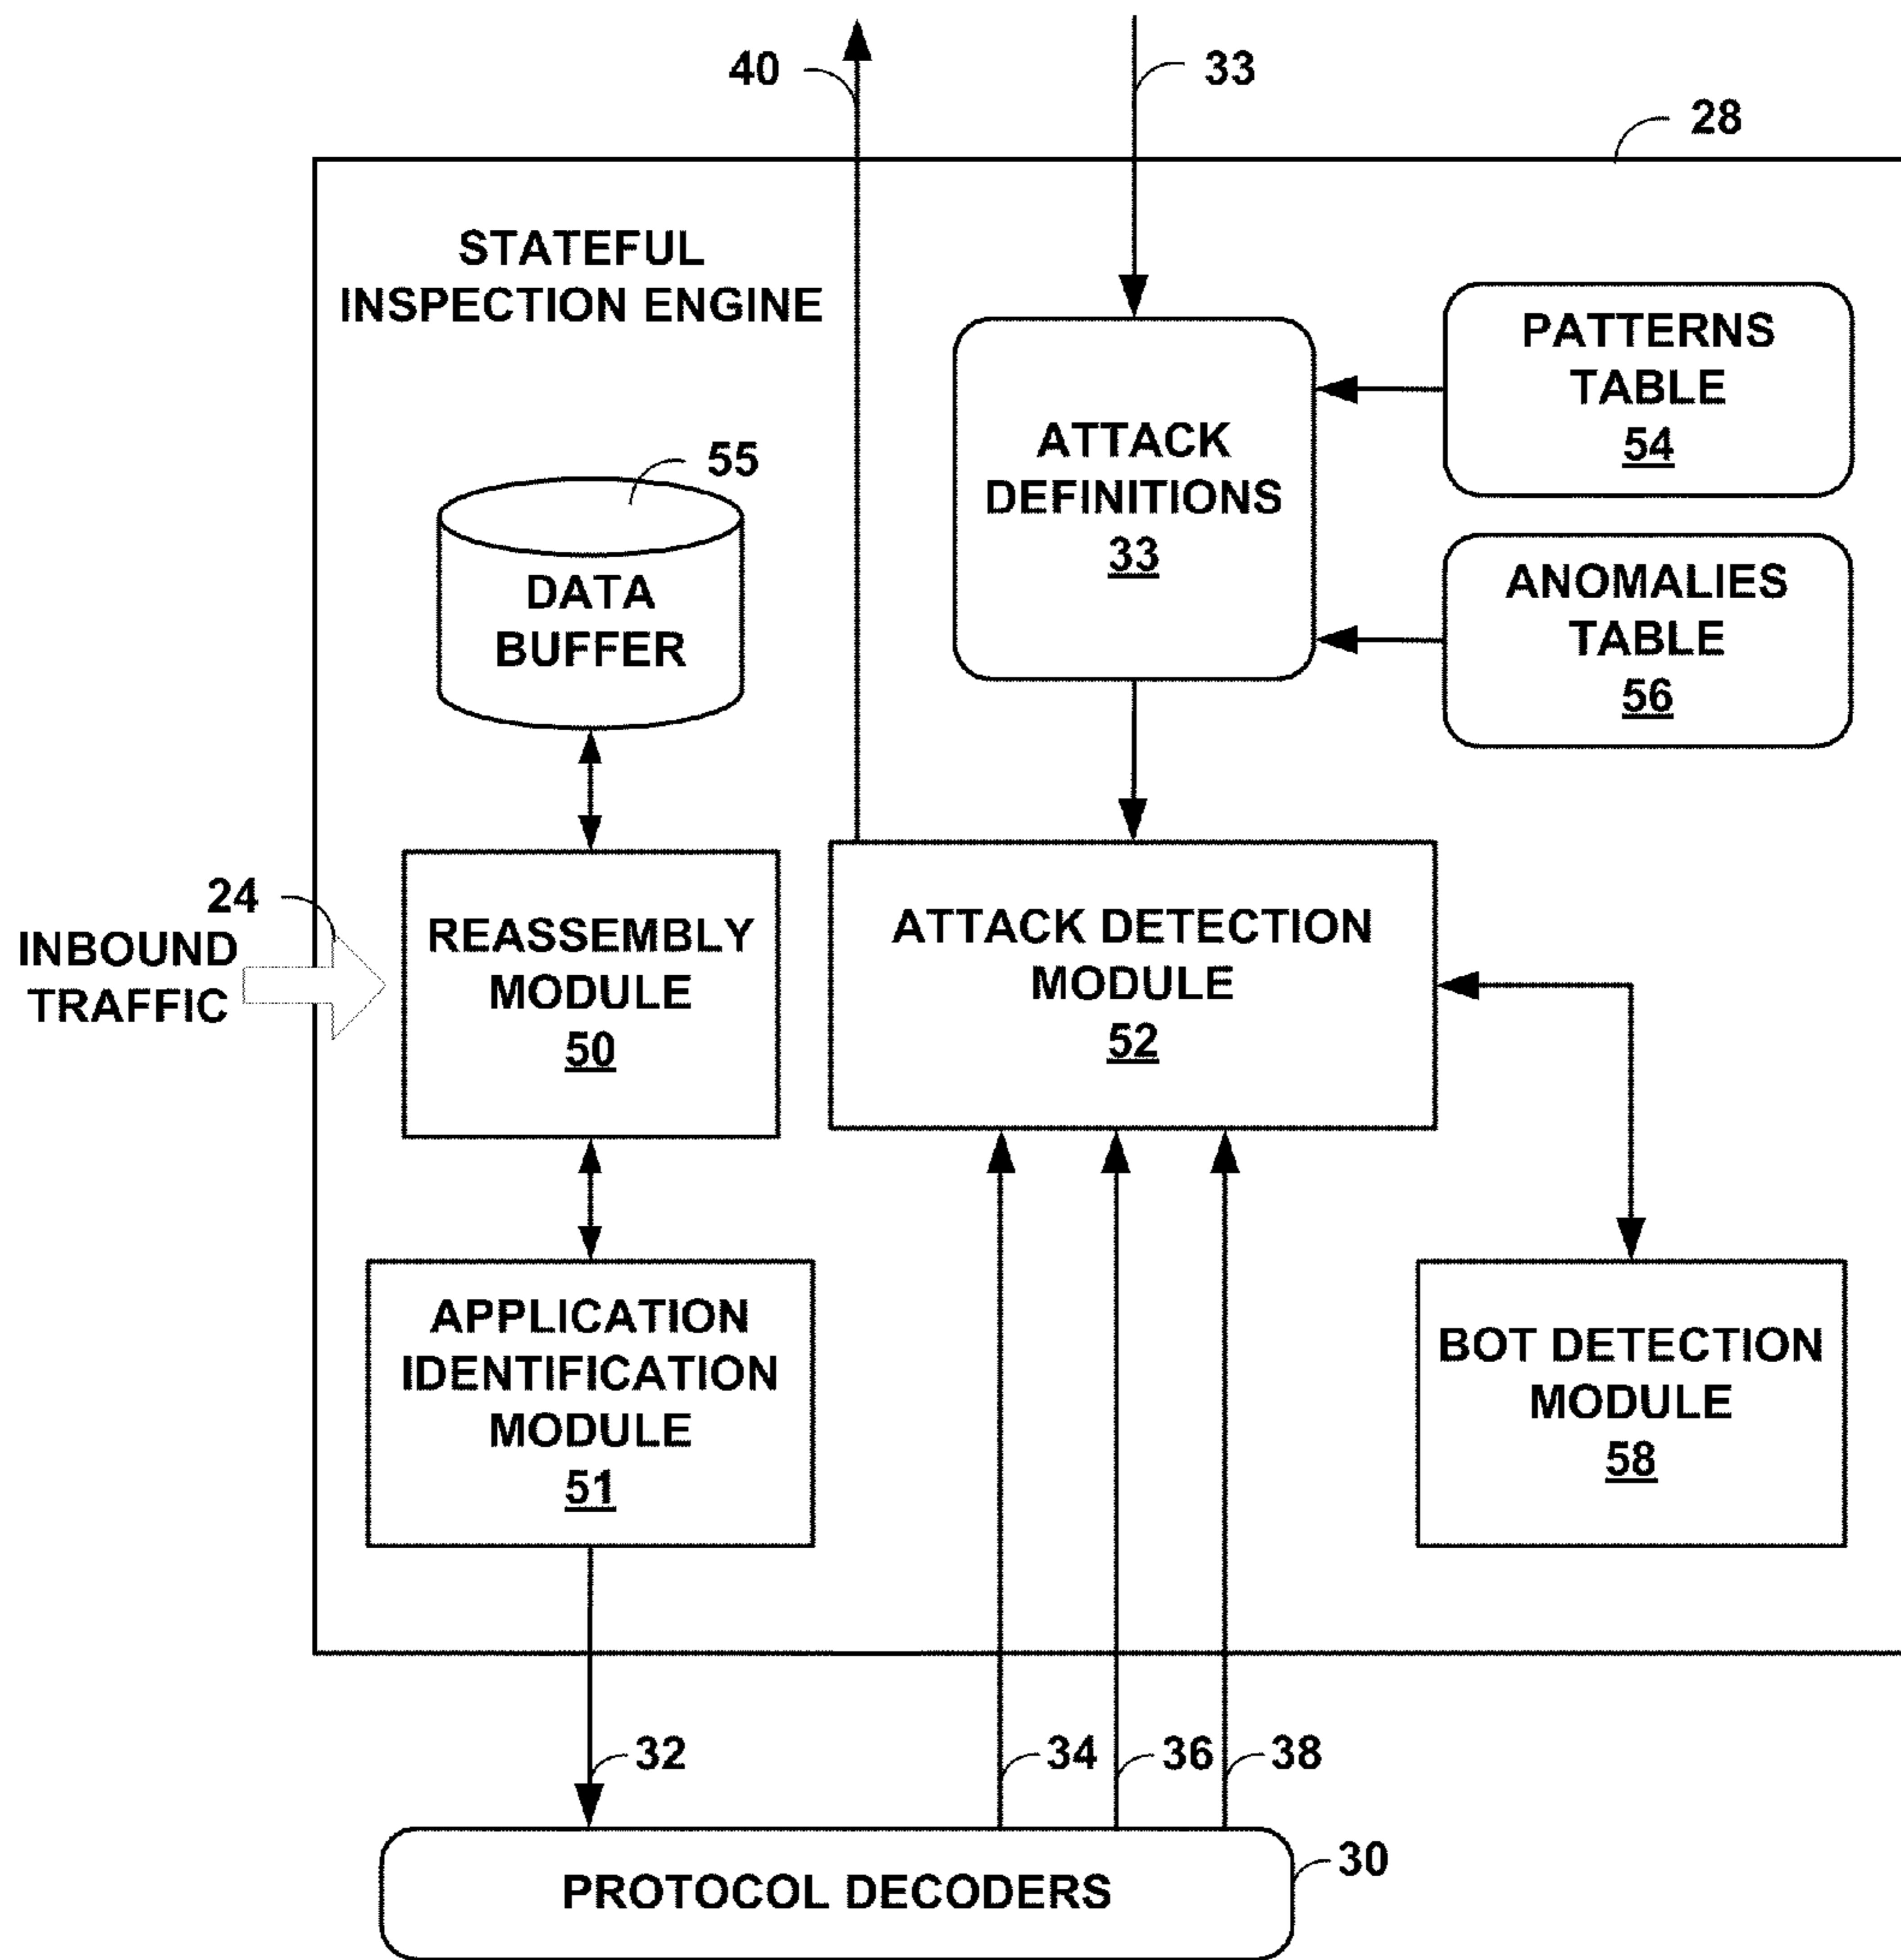 40
33
28
STATEFUL
INSPECTION ENGINE
PATTERNS
TABLE
54
ATTACK
DEFINITIONS
33
55
DATA
BUFFER
ANOMALIES
TABLE
56
24
INBOUND
TRAFFIC
REASSEMBLY
MODULE
50
ATTACK DETECTION
MODULE
52
APPLICATION
IDENTIFICATION
MODULE
51
BOT DETECTION
MODULE
58
32
34
36
38
PROTOCOL DECODERS
30